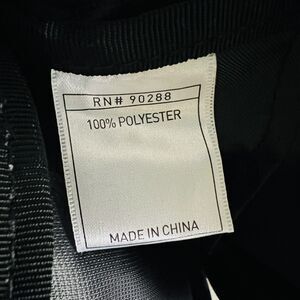 RN# 90288
100% POLYESTER
MADE IN CHINA